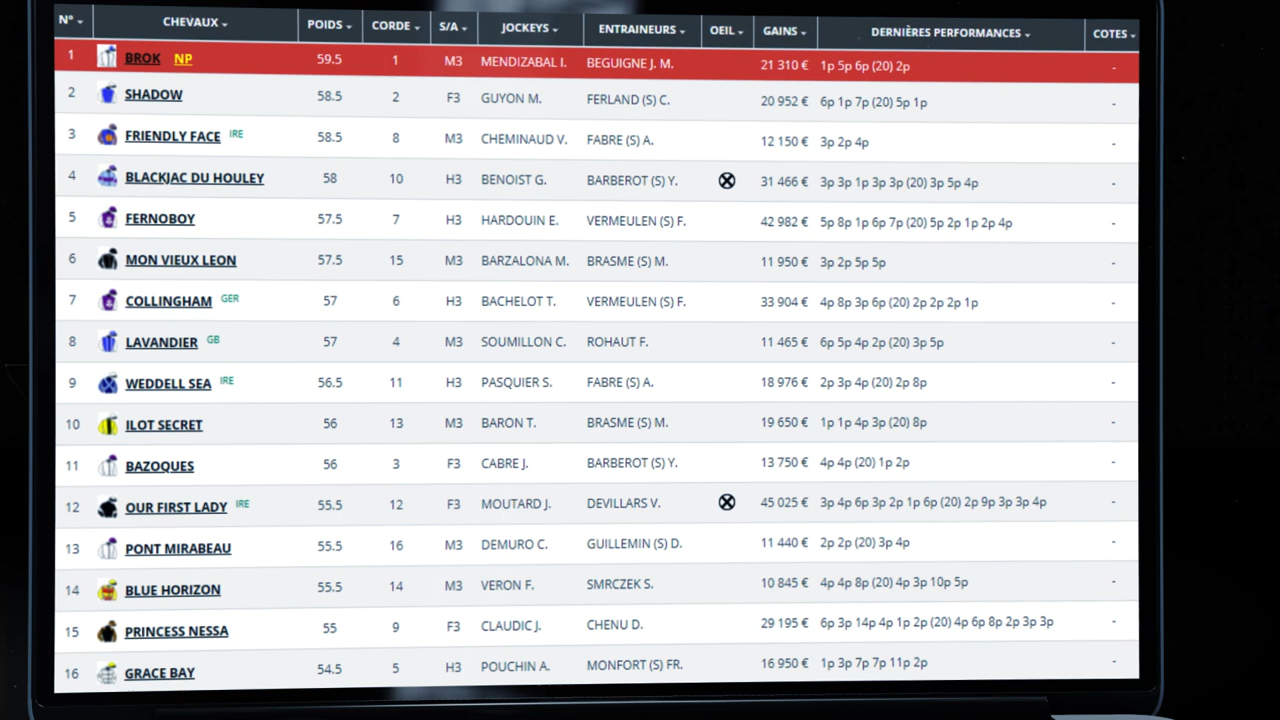 N° CHEVAUX POIDS CORDE S/A JOCKEYS ENTRAINEURS OEIL GAINS DERNIÈRES PERFORMANCES COTES
1 BROK NP 59.5 1 M3 MENDIZABAL I. BEGUIGNE J. M. 21 310 € 1p 5p 6p (20) 2p -
2 SHADOW 58.5 2 F3 GUYON M. FERLAND (S) C. 20 952 € 6p 1p 7p (20) 5p 1p -
3 FRIENDLY FACE IRE 58.5 8 M3 CHEMINAUD V. FABRE (S) A. 12 150 € 3p 2p 4p -
4 BLACKJAC DU HOULEY 58 10 H3 BENOIST G. BARBEROT (S) Y. 31 466 € 3p 3p 1p 3p 3p (20) 3p 5p 4p -
5 FERNOBOY 57.5 7 H3 HARDOUIN E. VERMEULEN (S) F. 42 982 € 5p 8p 1p 6p 7p (20) 5p 2p 1p 2p 4p -
6 MON VIEUX LEON 57.5 15 M3 BARZALONA M. BRASME (S) M. 11 950 € 3p 2p 5p 5p -
7 COLLINGHAM GER 57 6 H3 BACHELOT T. VERMEULEN (S) F. 33 904 € 4p 8p 3p 6p (20) 2p 2p 2p 1p -
8 LAVANDIER GB 57 4 M3 SOUMILLON C. ROHAUT F. 11 465 € 6p 5p 4p 2p (20) 3p 5p -
9 WEDDELL SEA IRE 56.5 11 H3 PASQUIER S. FABRE (S) A. 18 976 € 2p 3p 4p (20) 2p 8p -
10 ILOT SECRET 56 13 M3 BARON T. BRASME (S) M. 19 650 € 1p 1p 4p 3p (20) 8p -
11 BAZOQUES 56 3 F3 CABRE J. BARBEROT (S) Y. 13 750 € 4p 4p (20) 1p 2p -
12 OUR FIRST LADY IRE 55.5 12 F3 MOUTARD J. DEVILLARS V. 45 025 € 3p 4p 6p 3p 2p 1p 6p (20) 2p 9p 3p 3p 4p -
13 PONT MIRABEAU 55.5 16 M3 DEMURO C. GUILLEMIN (S) D. 11 440 € 2p 2p (20) 3p 4p -
14 BLUE HORIZON 55.5 14 M3 VERON F. SMRCZEK S. 10 845 € 4p 4p 8p (20) 4p 3p 10p 5p -
15 PRINCESS NESSA 55 9 F3 CLAUDIC J. CHENU D. 29 195 € 6p 3p 14p 4p 1p 2p (20) 4p 6p 8p 2p 3p 3p -
16 GRACE BAY 54.5 5 H3 POUCHIN A. MONFORT (S) FR. 16 950 € 1p 3p 7p 7p 11p 2p -